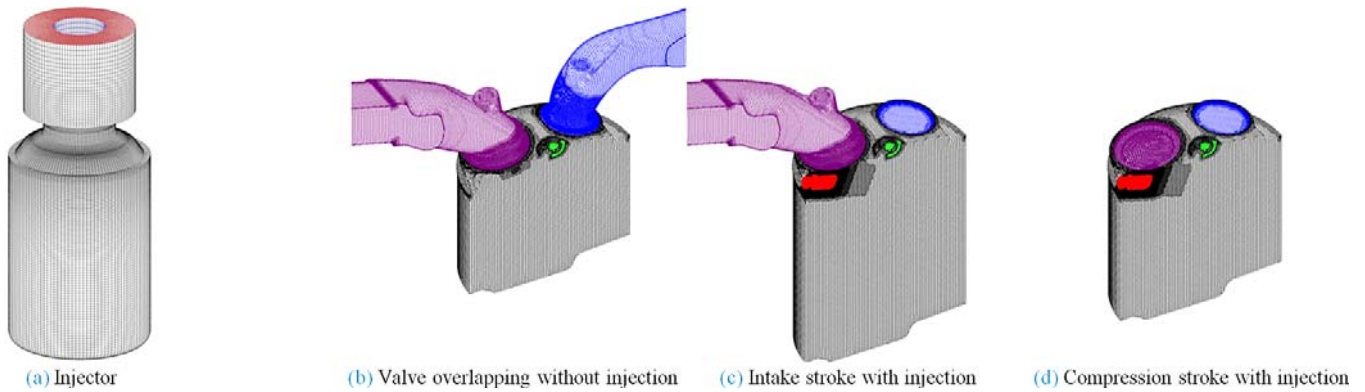 (a) Injector
(b) Valve overlapping without injection
(c) Intake stroke with injection
(d) Compression stroke with injection